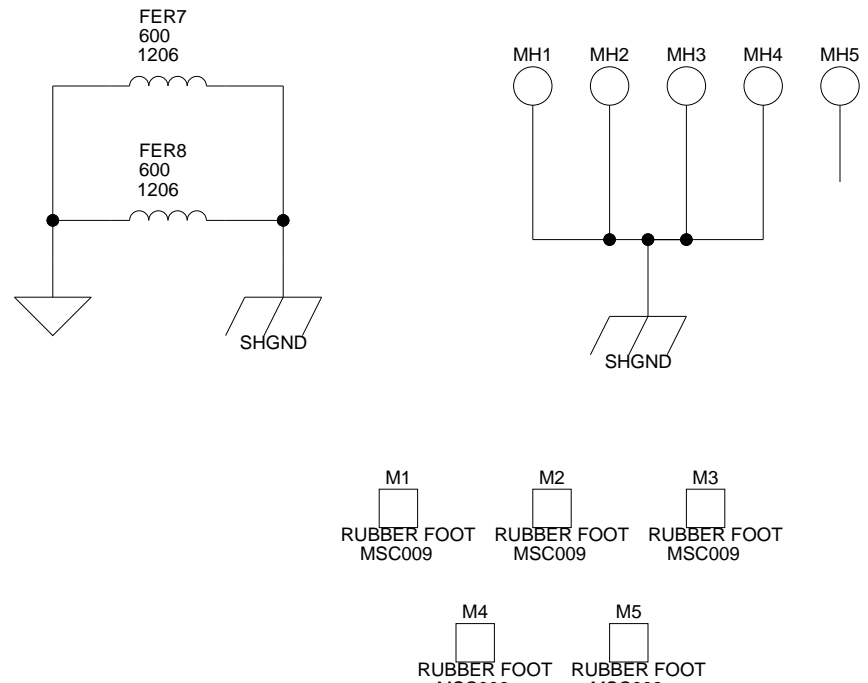 FER7
600
1206
FER8
600
1206
SHGND
MH1 MH2 MH3 MH4 MH5
SHGND
M1 M2 M3
RUBBER FOOT RUBBER FOOT RUBBER FOOT
MSC009 MSC009 MSC009
M4 M5
RUBBER FOOT RUBBER FOOT